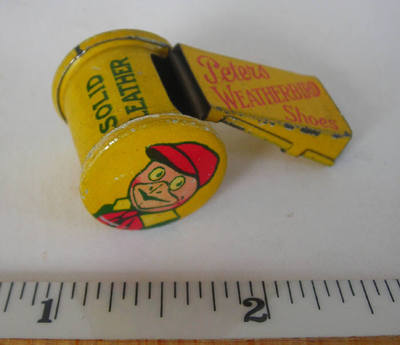 SOLID
LEATHER
Peters
WEATHERBIRD
Shoes
1
2